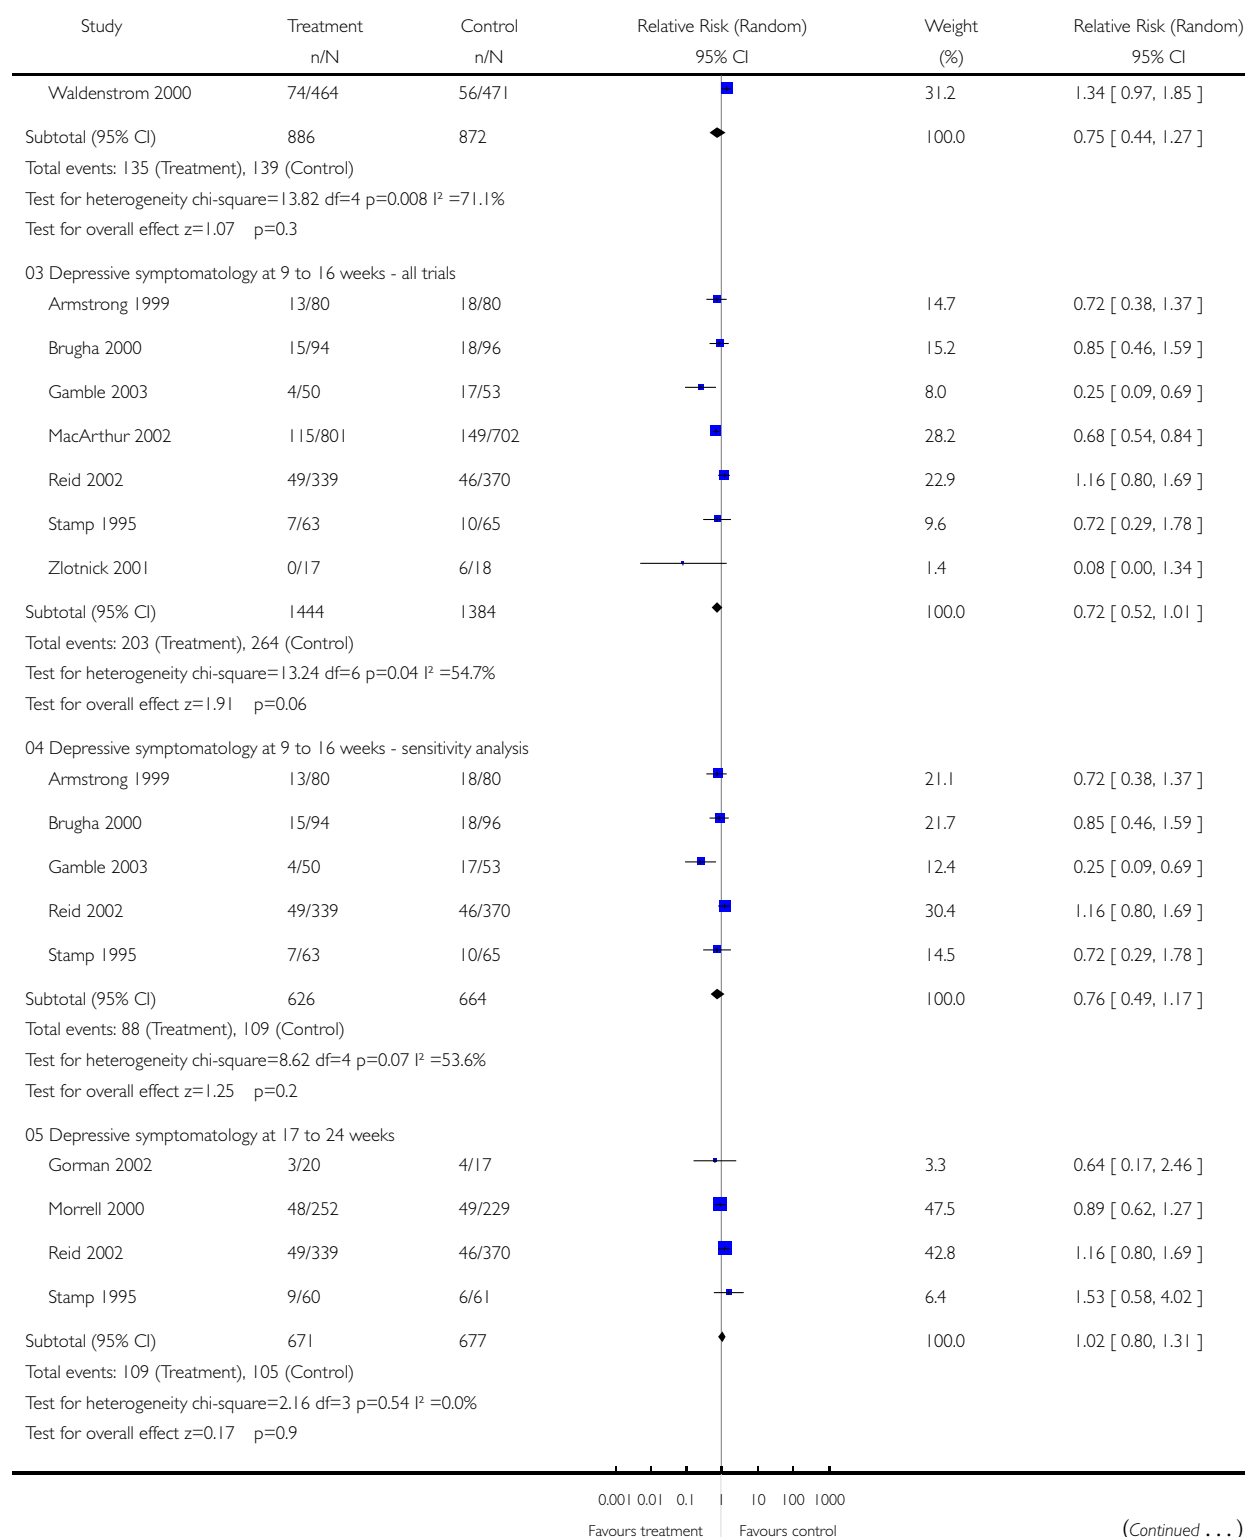 Study Treatment Control Relative Risk (Random) Weight Relative Risk (Random)
n/N n/N 95% CI (%) 95% CI
Waldenstrom 2000 74/464 56/471 31.2 1.34 [ 0.97, 1.85 ]
Subtotal (95% CI) 886 872 100.0 0.75 [ 0.44, 1.27 ]
Total events: 135 (Treatment), 139 (Control)
Test for heterogeneity chi-square=13.82 df=4 p=0.008 I² =71.1%
Test for overall effect z=1.07 p=0.3
03 Depressive symptomatology at 9 to 16 weeks - all trials
Armstrong 1999 13/80 18/80 14.7 0.72 [ 0.38, 1.37 ]
Brugha 2000 15/94 18/96 15.2 0.85 [ 0.46, 1.59 ]
Gamble 2003 4/50 17/53 8.0 0.25 [ 0.09, 0.69 ]
MacArthur 2002 115/801 149/702 28.2 0.68 [ 0.54, 0.84 ]
Reid 2002 49/339 46/370 22.9 1.16 [ 0.80, 1.69 ]
Stamp 1995 7/63 10/65 9.6 0.72 [ 0.29, 1.78 ]
Zlotnick 2001 0/17 6/18 1.4 0.08 [ 0.00, 1.34 ]
Subtotal (95% CI) 1444 1384 100.0 0.72 [ 0.52, 1.01 ]
Total events: 203 (Treatment), 264 (Control)
Test for heterogeneity chi-square=13.24 df=6 p=0.04 I² =54.7%
Test for overall effect z=1.91 p=0.06
04 Depressive symptomatology at 9 to 16 weeks - sensitivity analysis
Armstrong 1999 13/80 18/80 21.1 0.72 [ 0.38, 1.37 ]
Brugha 2000 15/94 18/96 21.7 0.85 [ 0.46, 1.59 ]
Gamble 2003 4/50 17/53 12.4 0.25 [ 0.09, 0.69 ]
Reid 2002 49/339 46/370 30.4 1.16 [ 0.80, 1.69 ]
Stamp 1995 7/63 10/65 14.5 0.72 [ 0.29, 1.78 ]
Subtotal (95% CI) 626 664 100.0 0.76 [ 0.49, 1.17 ]
Total events: 88 (Treatment), 109 (Control)
Test for heterogeneity chi-square=8.62 df=4 p=0.07 I² =53.6%
Test for overall effect z=1.25 p=0.2
05 Depressive symptomatology at 17 to 24 weeks
Gorman 2002 3/20 4/17 3.3 0.64 [ 0.17, 2.46 ]
Morrell 2000 48/252 49/229 47.5 0.89 [ 0.62, 1.27 ]
Reid 2002 49/339 46/370 42.8 1.16 [ 0.80, 1.69 ]
Stamp 1995 9/60 6/61 6.4 1.53 [ 0.58, 4.02 ]
Subtotal (95% CI) 671 677 100.0 1.02 [ 0.80, 1.31 ]
Total events: 109 (Treatment), 105 (Control)
Test for heterogeneity chi-square=2.16 df=3 p=0.54 I² =0.0%
Test for overall effect z=0.17 p=0.9
0.001 0.01 0.1 1 10 100 1000
Favours treatment Favours control (Continued . . . )